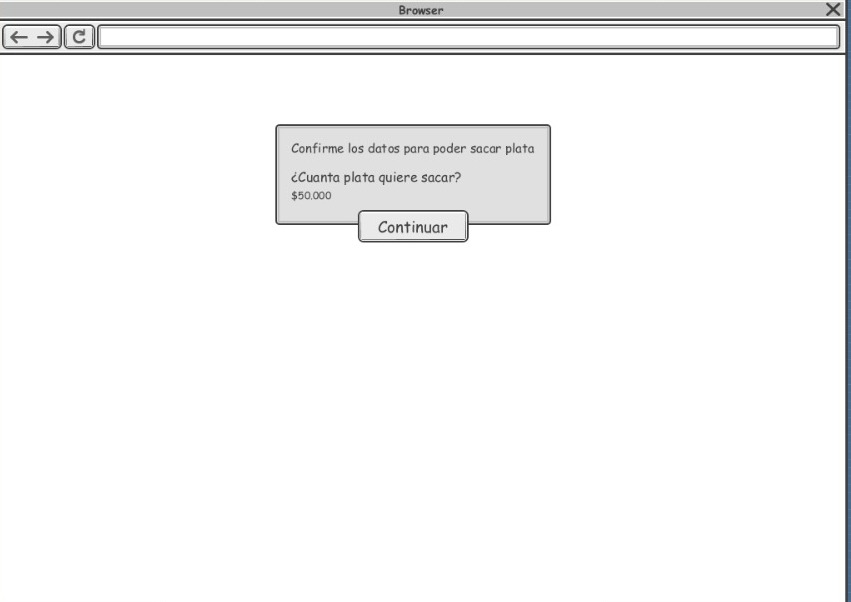 Browser
Confirme los datos para poder sacar plata
¿Cuanta plata quiere sacar?
$50.000
Continuar